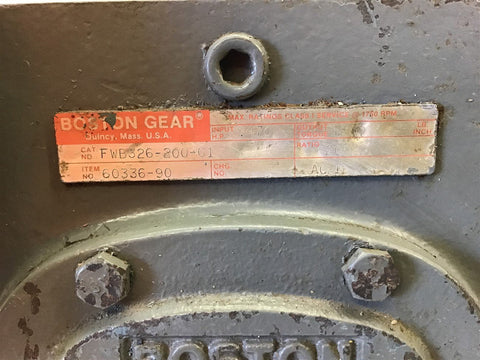 BOSTON GEAR®
Quincy, Mass. U.S.A.
MAX. RATINGS CLASS I SERVICE @ 1750 RPM
INPUT
H.P.
OUTPUT
LB
INCH
CAT
NO FWB326-200-G1
RATIO
ITEM
NO. 60336-90
CHG.
NO.
BOSTON